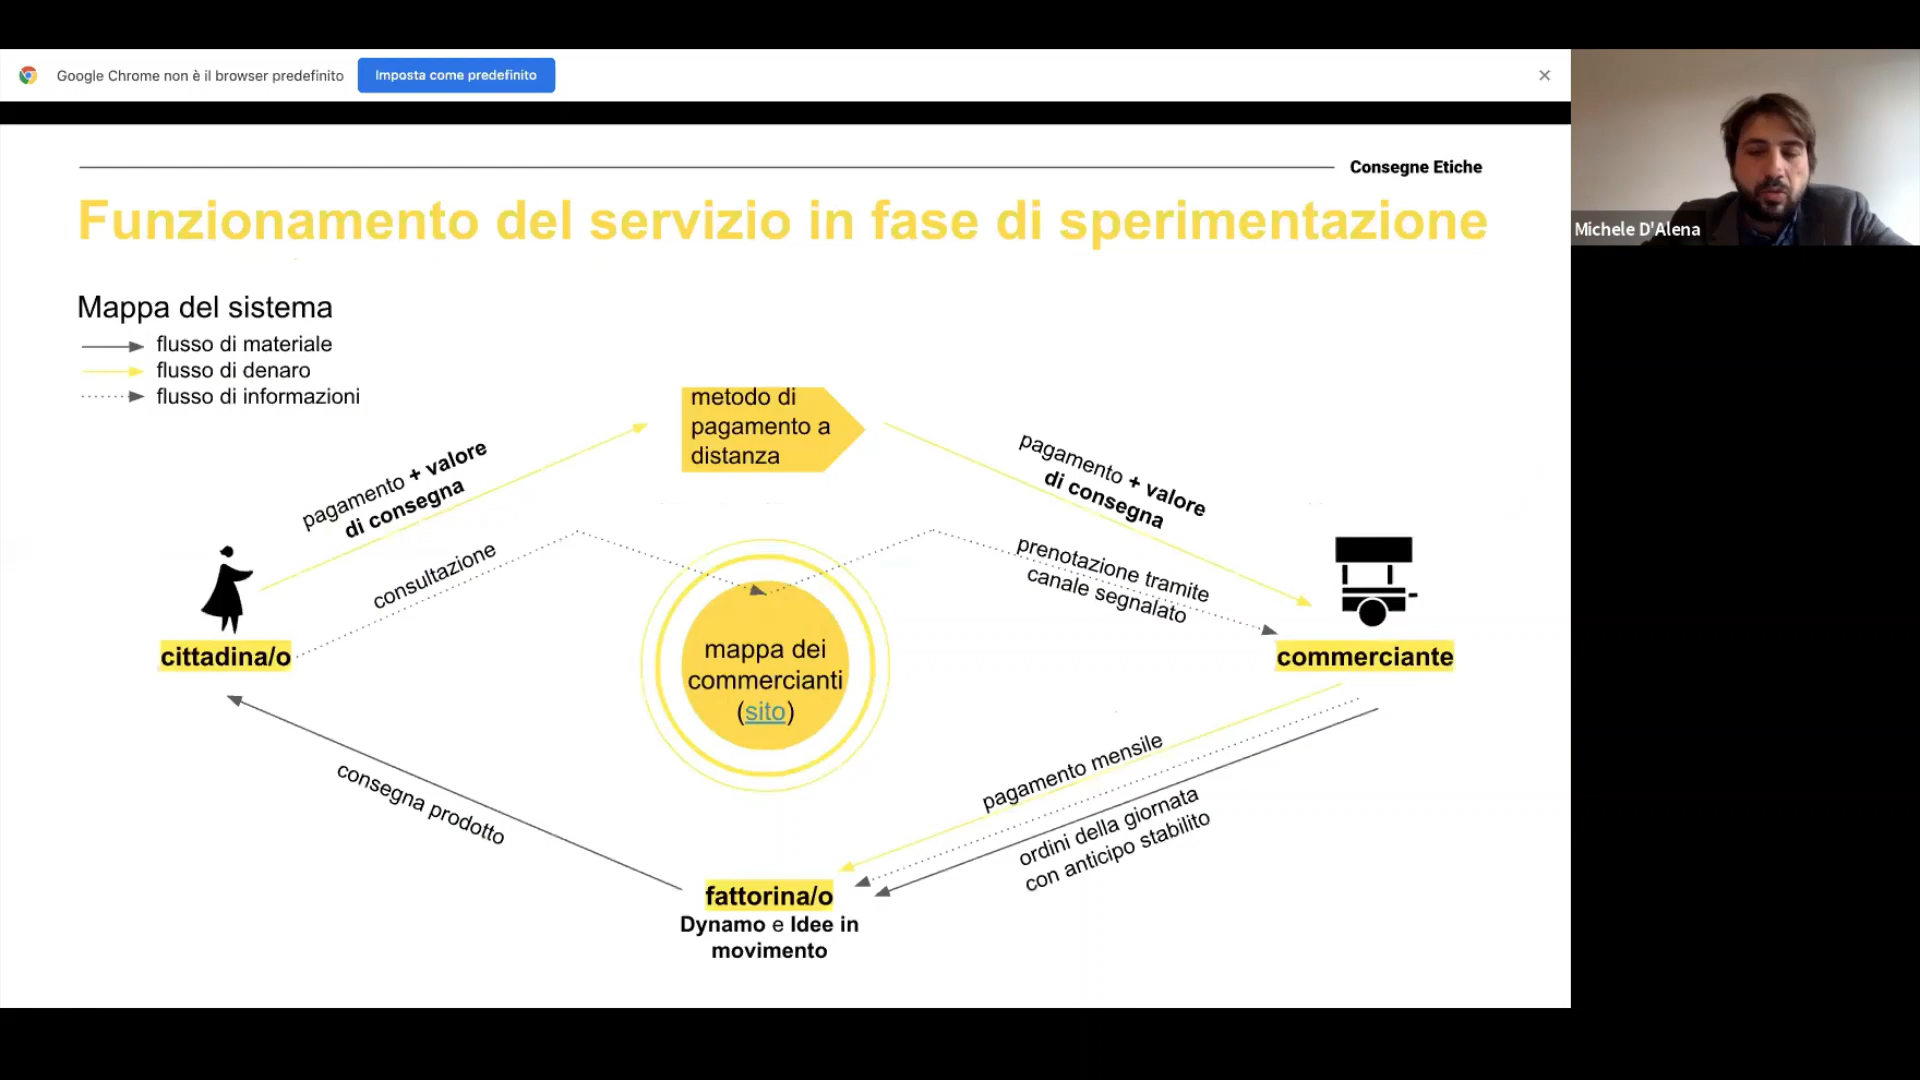 Google Chrome non è il browser predefinito
Imposta come predefinito
Michele D'Alena
Consegne Etiche
Funzionamento del servizio in fase di sperimentazione
Mappa del sistema
flusso di materiale
flusso di denaro
flusso di informazioni
metodo di
pagamento a
distanza
pagamento + valore
di consegna
pagamento + valore
di consegna
consultazione
prenotazione tramite
canale segnalato
cittadina/o
mappa dei
commercianti
(sito)
commerciante
consegna prodotto
pagamento mensile
ordini della giornata
con anticipo stabilito
fattorina/o
Dynamo e Idee in
movimento